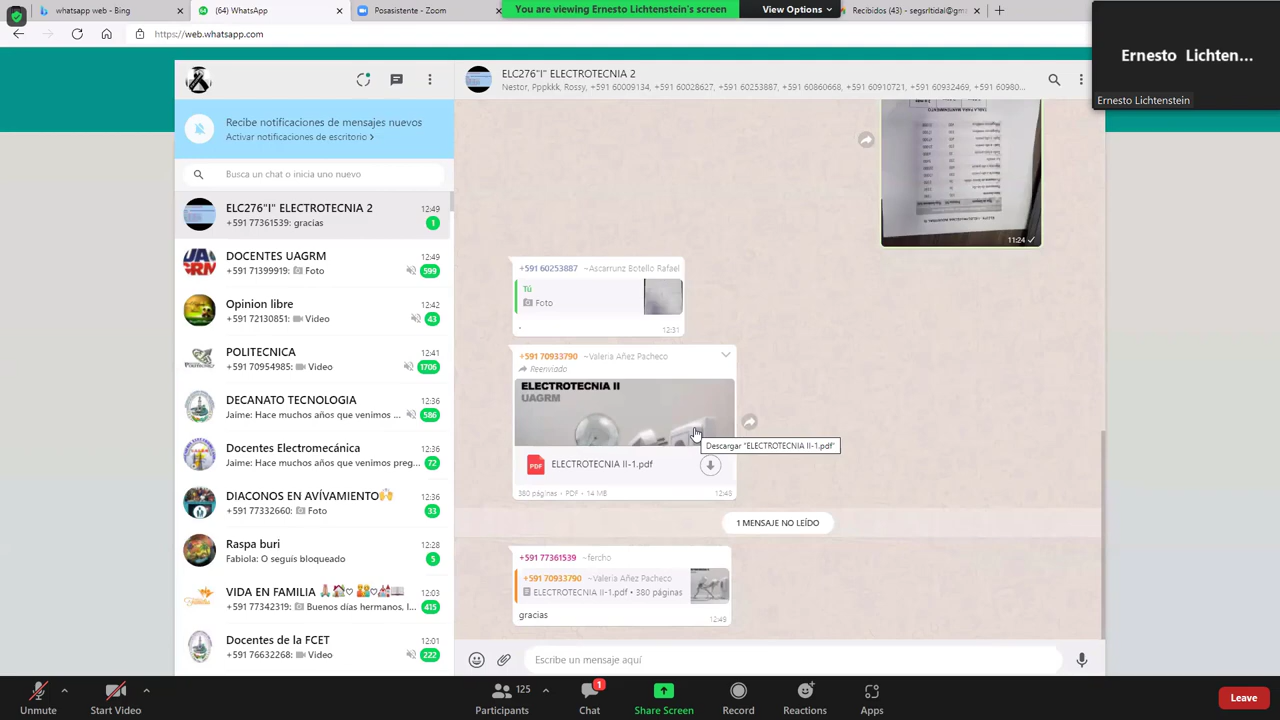 whatsapp web - Bing
(64) WhatsApp
Posasistente - Zoom
You are viewing Ernesto Lichtenstein's screen
View Options
Recibidos (43) - segsritidal@gm
https://web.whatsapp.com
Ernesto Lichten...
Ernesto Lichtenstein
ELC276"I" ELECTROTECNIA 2
Nestor, Pppkkk, Rossy, +591 60009134, +591 60028627, +591 60253887, +591 60860668, +591 60910721, +591 60932469, +591 60980...
Recibe notificaciones de mensajes nuevos
Activar notificaciones de escritorio >
Busca un chat o inicia uno nuevo
ELC276"I" ELECTROTECNIA 2
12:49
+591 77361539: gracias
1
DOCENTES UAGRM
12:49
+591 71399919: Foto
599
Opinion libre
12:42
+591 72130851: Video
43
POLITECNICA
12:41
+591 70954985: Video
1706
DECANATO TECNOLOGIA
12:36
Jaime: Hace muchos años que venimos ...
586
Docentes Electromecánica
12:36
Jaime: Hace muchos años que venimos preg...
72
DIACONOS EN AVÍVAMIENTO🙌
12:36
+591 77332660: Foto
33
Raspa buri
12:28
Fabiola: O seguís bloqueado
5
VIDA EN FAMILIA
12:03
+591 77342319: Buenos días hermanos, l...
415
Docentes de la FCET
12:01
+591 76632268: Video
222
11:24
+591 60253887 ~Ascarrunz Botello Rafael
Tú
Foto
.
12:31
+591 70933790 ~Valeria Añez Pacheco
Reenviado
ELECTROTECNIA II
UAGRM
Descargar "ELECTROTECNIA II-1.pdf"
PDF
ELECTROTECNIA II-1.pdf
380 páginas • PDF • 14 MB
12:43
1 MENSAJE NO LEÍDO
+591 77361539 ~fercho
+591 70933790 ~Valeria Añez Pacheco
ELECTROTECNIA II-1.pdf • 380 páginas
gracias
12:49
Escribe un mensaje aquí
Unmute
Start Video
125
Participants
1
Chat
Share Screen
Record
Reactions
Apps
Leave